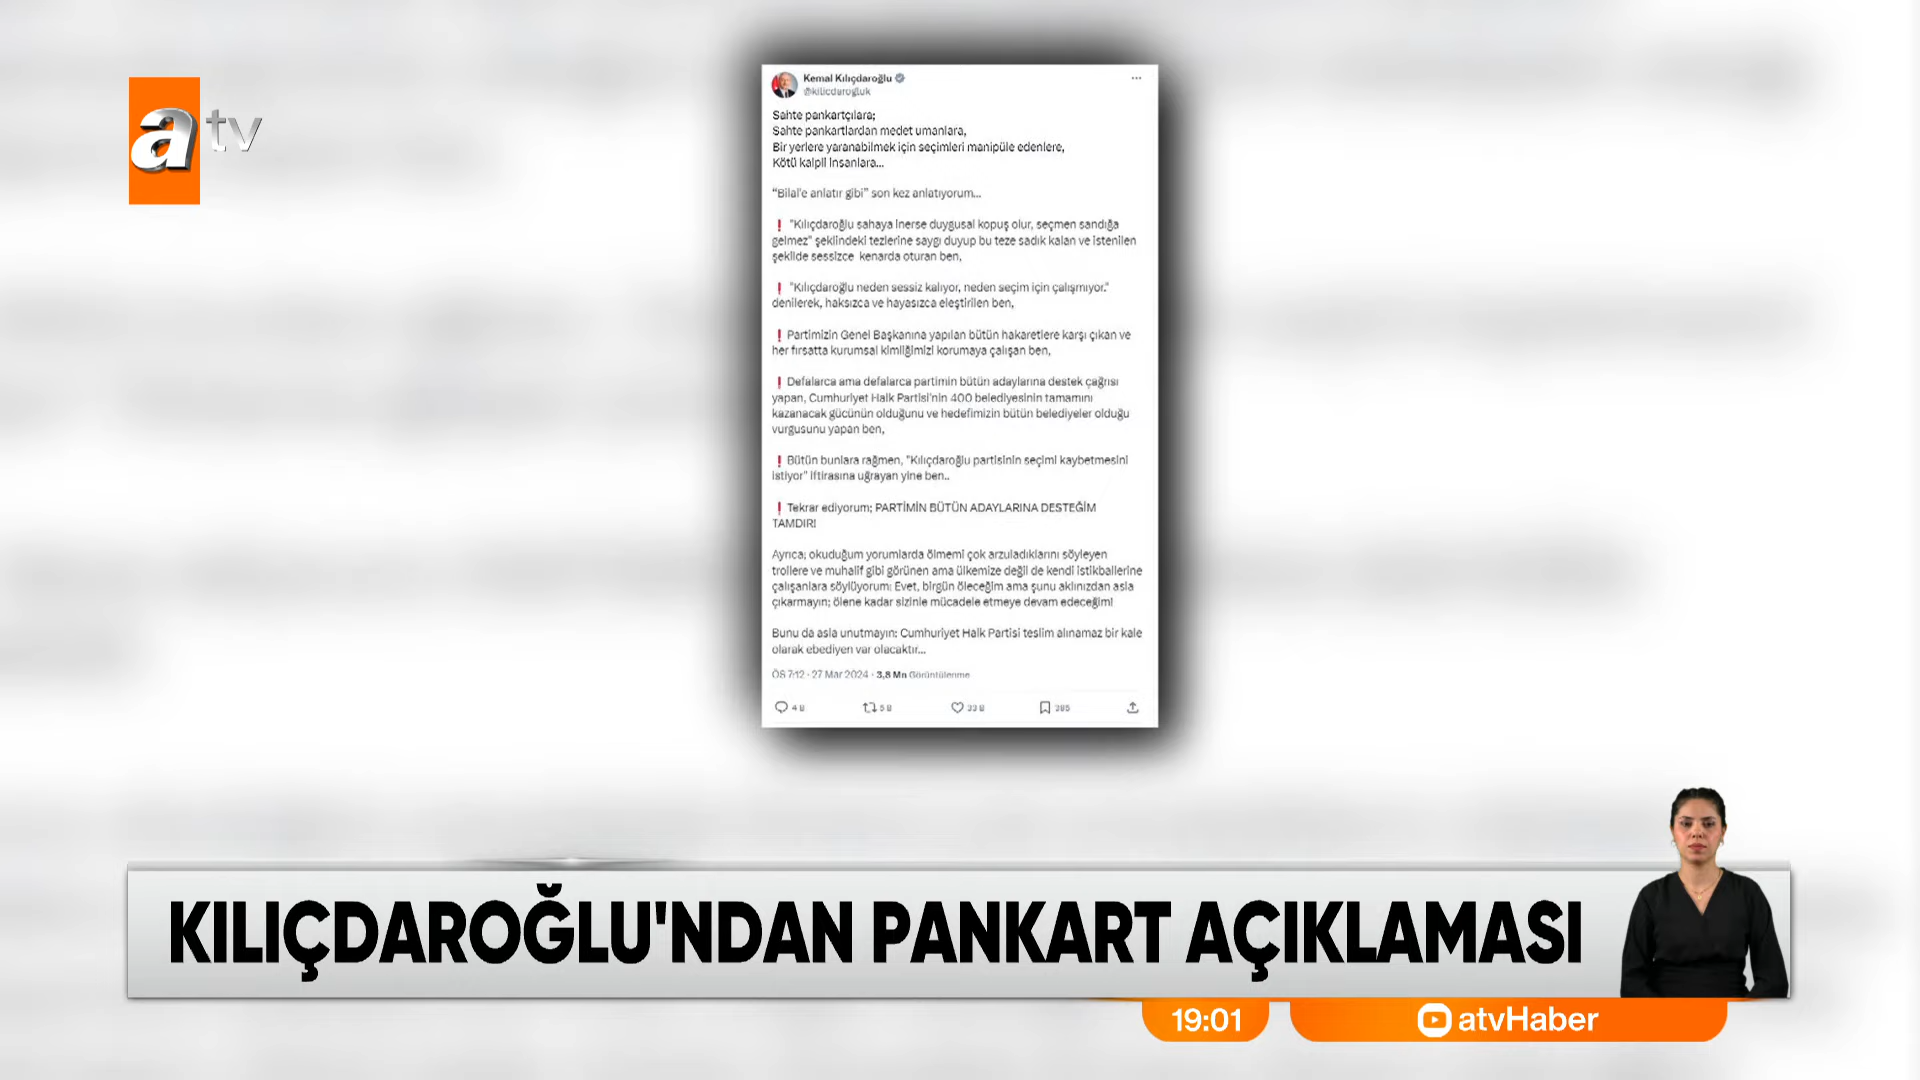 atv
Kemal Kılıçdaroğlu
@kilicdarogluk
Sahte pankartçılara;
Sahte pankartlardan medet umanlara,
Bir yerlere yaranabilmek için seçimleri manipüle edenlere,
Kötü kalpli insanlara...
“Bilal'e anlatır gibi” son kez anlatıyorum...
❗ "Kılıçdaroğlu sahaya inerse duygusal kopuş olur, seçmen sandığa
gelmez" şeklindeki tezlerine saygı duyup bu teze sadık kalan ve istenilen
şekilde sessizce kenarda oturan ben,
❗ "Kılıçdaroğlu neden sessiz kalıyor, neden seçim için çalışmıyor."
denilerek, haksızca ve hayasızca eleştirilen ben,
❗Partimizin Genel Başkanına yapılan bütün hakaretlere karşı çıkan ve
her fırsatta kurumsal kimliğimizi korumaya çalışan ben,
❗Defalarca ama defalarca partimin bütün adaylarına destek çağrısı
yapan, Cumhuriyet Halk Partisi'nin 400 belediyesinin tamamını
kazanacak gücünün olduğunu ve hedefimizin bütün belediyeler olduğu
vurgusunu yapan ben,
❗Bütün bunlara rağmen, "Kılıçdaroğlu partisinin seçimi kaybetmesini
istiyor" iftirasına uğrayan yine ben..
❗Tekrar ediyorum; PARTİMİN BÜTÜN ADAYLARINA DESTEĞİM
TAMDIR!
Ayrıca; okuduğum yorumlarda ölmemi çok arzuladıklarını söyleyen
trollere ve muhalif gibi görünen ama ülkemize değil de kendi istikballerine
çalışanlara söylüyorum: Evet, birgün öleceğim ama şunu aklınızdan asla
çıkarmayın; ölene kadar sizinle mücadele etmeye devam edeceğim!
Bunu da asla unutmayın: Cumhuriyet Halk Partisi teslim alınamaz bir kale
olarak ebediyen var olacaktır...
ÖS 7:12 · 27 Mar 2024 · 3,8 Mn Görüntülenme
4 B 5 B 33 B 385
KILIÇDAROĞLU'NDAN PANKART AÇIKLAMASI
19:01 atvHaber